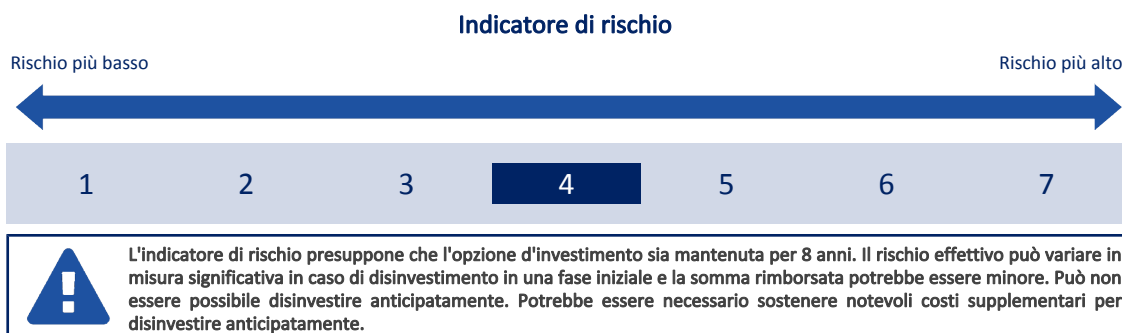 Indicatore di rischio
Rischio più basso
Rischio più alto
1 2 3 4 5 6 7
L'indicatore di rischio presuppone che l'opzione d'investimento sia mantenuta per 8 anni. Il rischio effettivo può variare in
misura significativa in caso di disinvestimento in una fase iniziale e la somma rimborsata potrebbe essere minore. Può non
essere possibile disinvestire anticipatamente. Potrebbe essere necessario sostenere notevoli costi supplementari per
disinvestire anticipatamente.